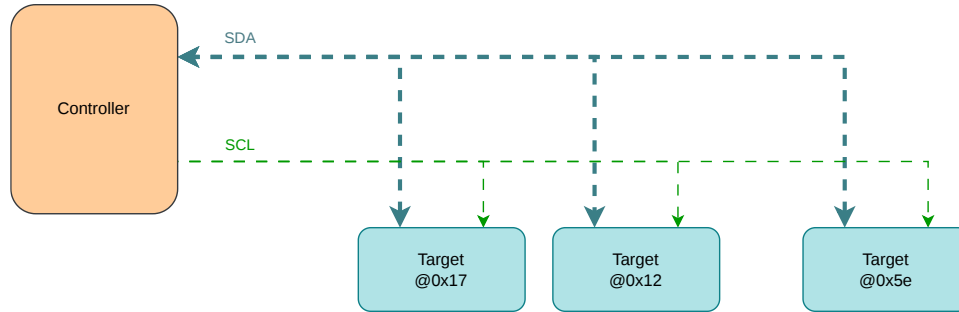 SDA
Controller
SCL
Target
@0x17
Target
@0x12
Target
@0x5e